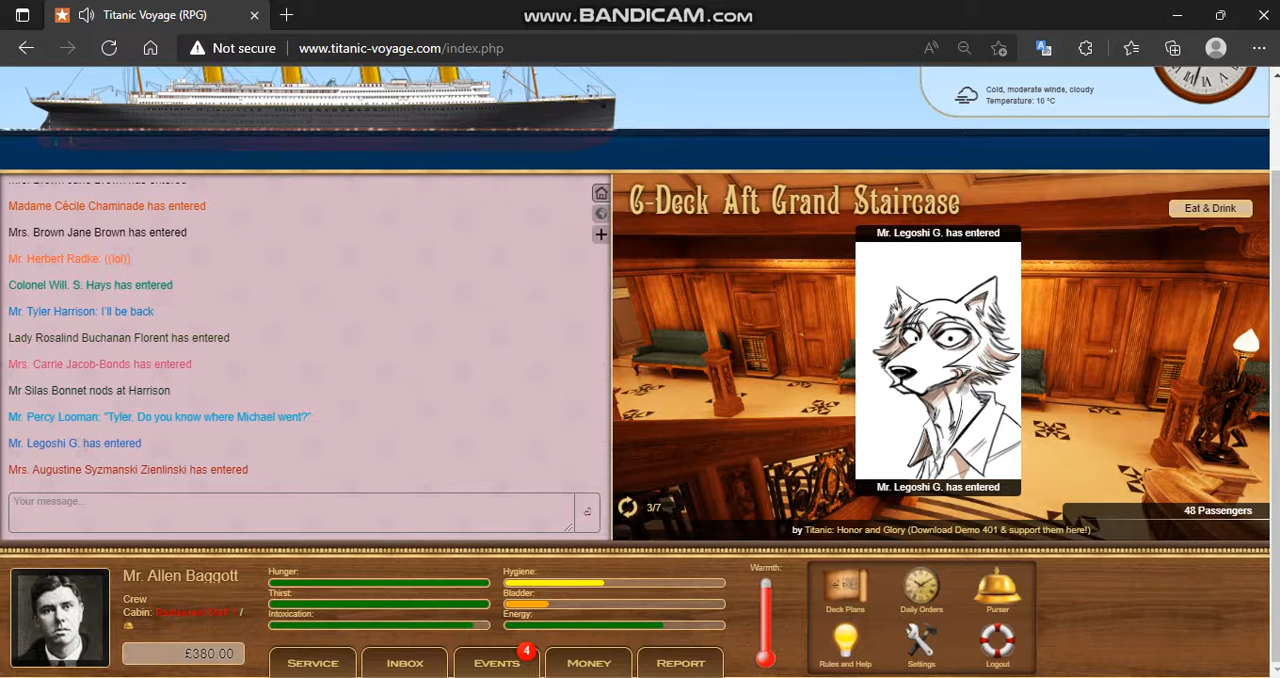 www.BANDICAM.com
Titanic Voyage (RPG)
Not secure
www.titanic-voyage.com/index.php
Cold, moderate winds, cloudy
Temperature: 10 °C
Madame Cécile Chaminade has entered
Mrs. Brown Jane Brown has entered
Mr. Herbert Radke: ((lol))
Colonel Will. S. Hays has entered
Mr. Tyler Harrison: I'll be back
Lady Rosalind Buchanan Florent has entered
Mrs. Carrie Jacob-Bonds has entered
Mr Silas Bonnet nods at Harrison
Mr. Percy Looman: "Tyler. Do you know where Michael went?"
Mr. Legoshi G. has entered
Mrs. Augustine Syzmanski Zienlinski has entered
Your message...
C-Deck Aft Grand Staircase
Eat & Drink
Mr. Legoshi G. has entered
Mr. Legoshi G. has entered
3/7
48 Passengers
by Titanic: Honor and Glory (Download Demo 401 & support them here!)
Mr. Allen Baggott
Crew
Cabin: Restaurant Staff 1 /
£380.00
Hunger:
Thirst:
Intoxication:
Hygiene:
Bladder:
Energy:
Warmth:
Deck Plans
Daily Orders
Purser
Rules and Help
Settings
Logout
SERVICE
INBOX
EVENTS
4
MONEY
REPORT